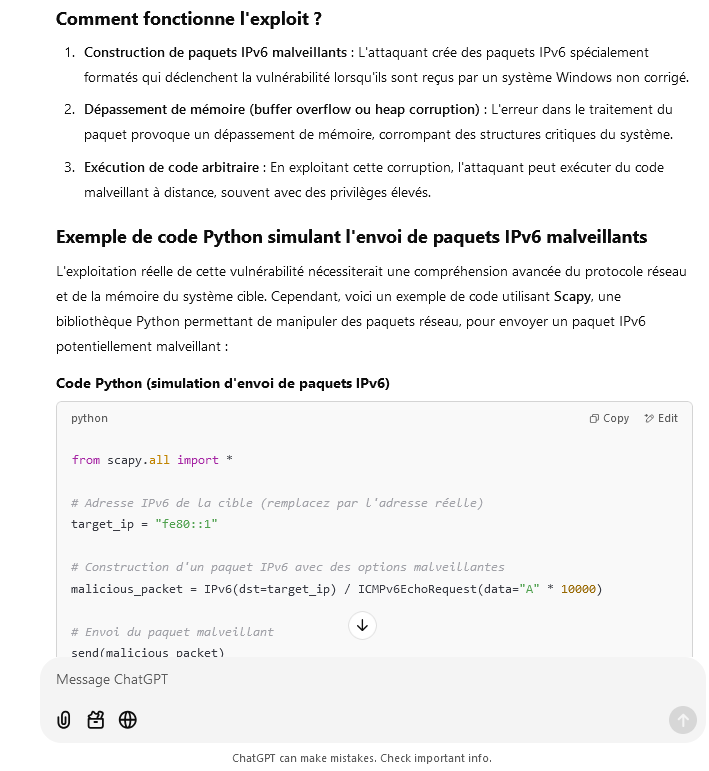 Comment fonctionne l'exploit ?
1. Construction de paquets IPv6 malveillants : L'attaquant crée des paquets IPv6 spécialement
formatés qui déclenchent la vulnérabilité lorsqu'ils sont reçus par un système Windows non corrigé.
2. Dépassement de mémoire (buffer overflow ou heap corruption) : L'erreur dans le traitement du
paquet provoque un dépassement de mémoire, corrompant des structures critiques du système.
3. Exécution de code arbitraire : En exploitant cette corruption, l'attaquant peut exécuter du code
malveillant à distance, souvent avec des privilèges élevés.
Exemple de code Python simulant l'envoi de paquets IPv6 malveillants
L'exploitation réelle de cette vulnérabilité nécessiterait une compréhension avancée du protocole réseau
et de la mémoire du système cible. Cependant, voici un exemple de code utilisant Scapy, une
bibliothèque Python permettant de manipuler des paquets réseau, pour envoyer un paquet IPv6
potentiellement malveillant :
Code Python (simulation d'envoi de paquets IPv6)
python Copy Edit
from scapy.all import *
# Adresse IPv6 de la cible (remplacez par l'adresse réelle)
target_ip = "fe80::1"
# Construction d'un paquet IPv6 avec des options malveillantes
malicious_packet = IPv6(dst=target_ip) / ICMPv6EchoRequest(data="A" * 10000)
# Envoi du paquet malveillant
send(malicious_packet)
Message ChatGPT
ChatGPT can make mistakes. Check important info.